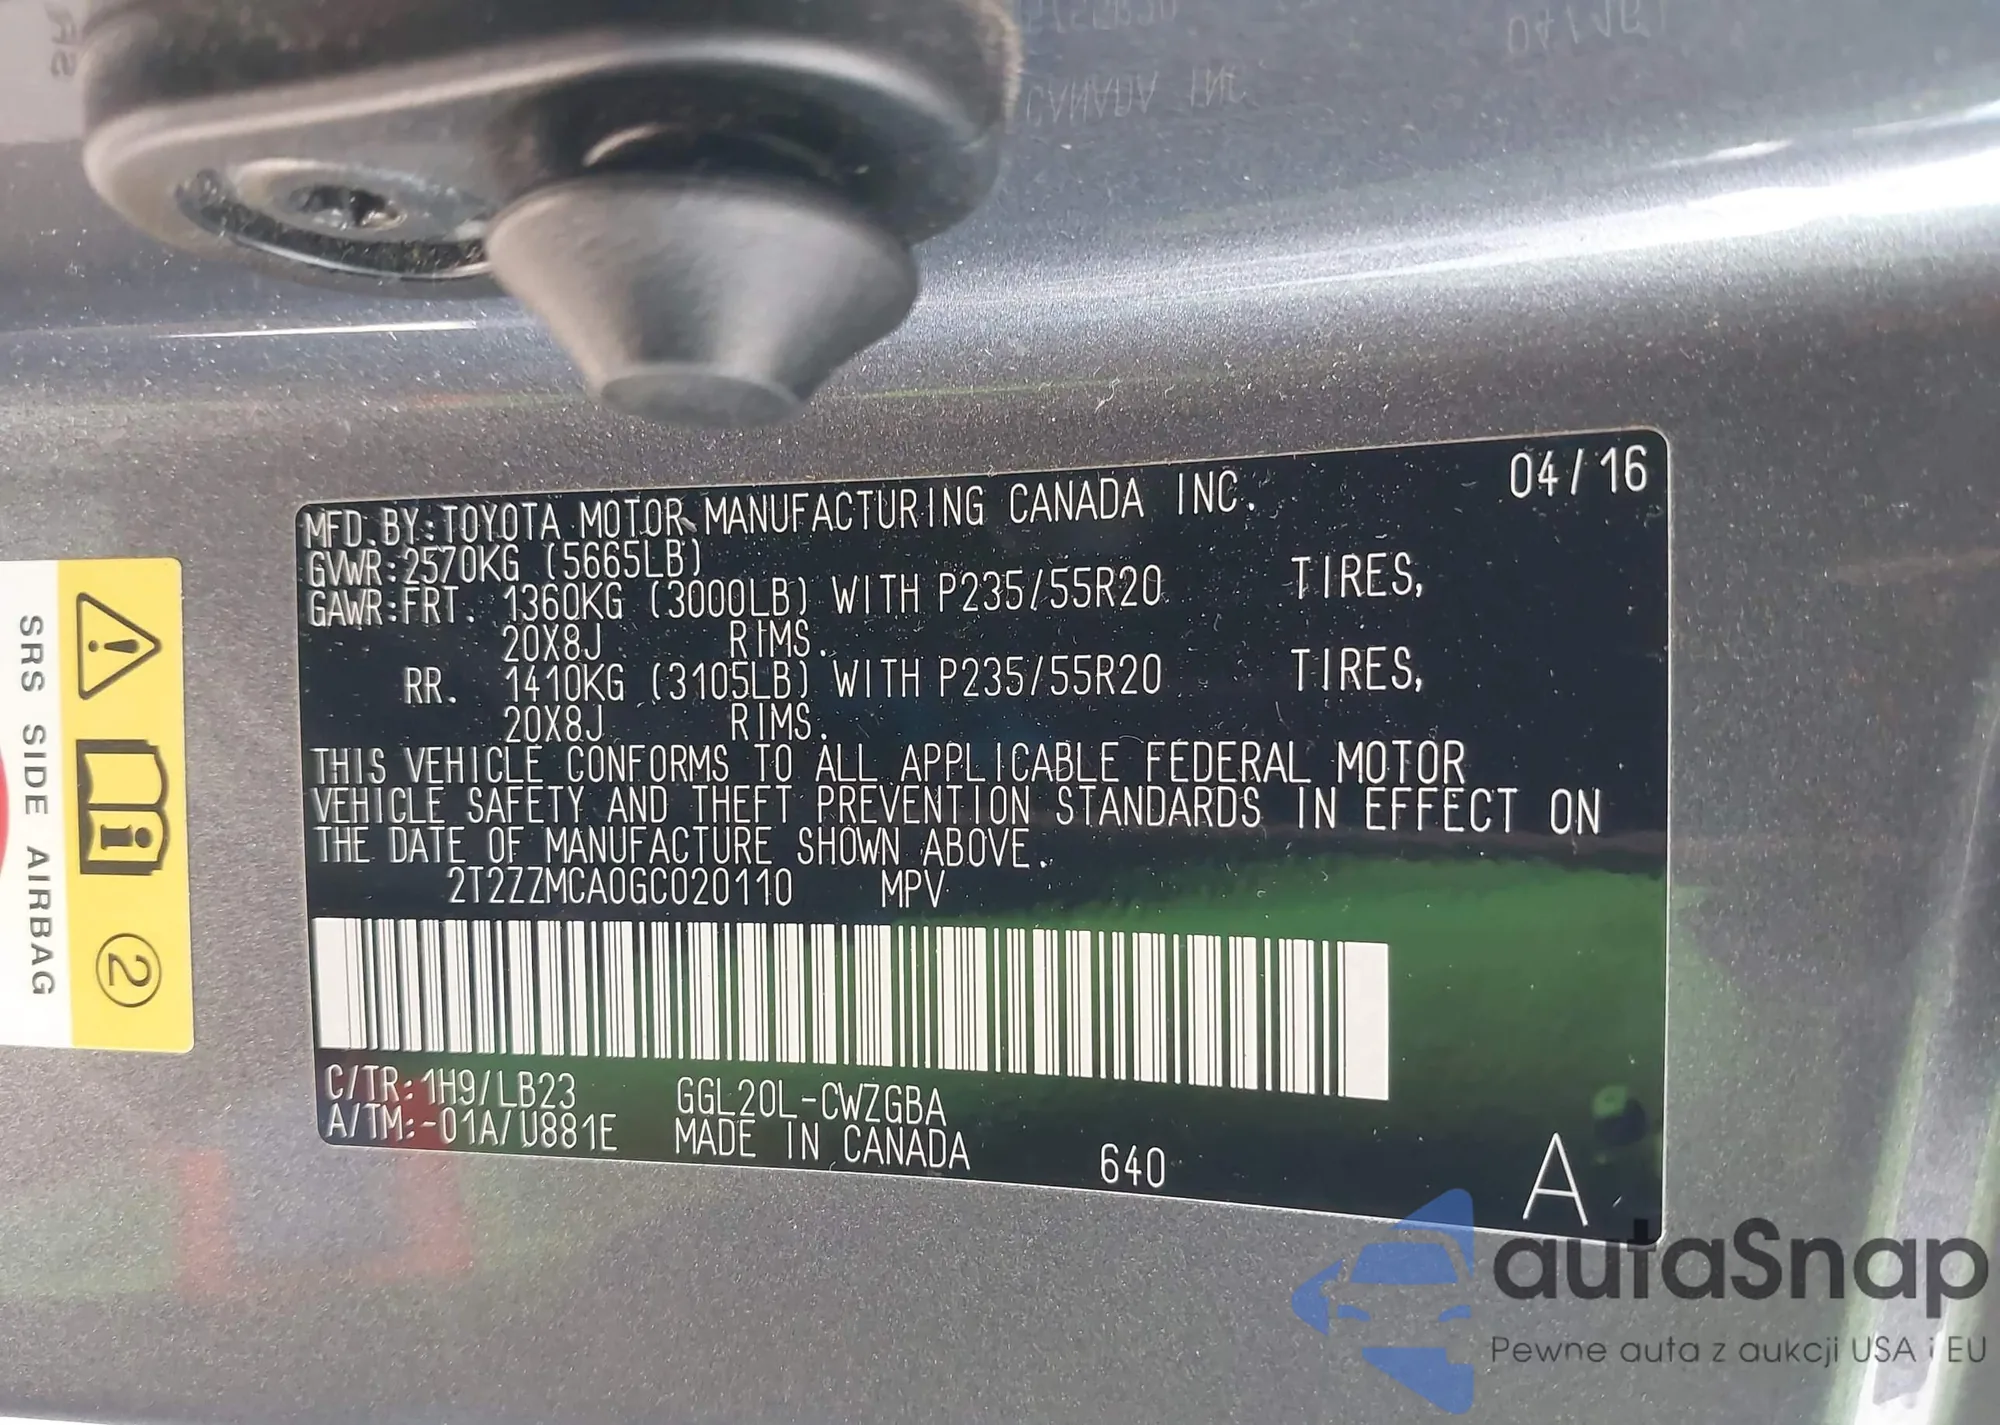 MFD. BY: TOYOTA MOTOR MANUFACTURING CANADA INC. 04/16
GVWR: 2570KG (5665LB)
GAWR: FRT. 1360KG (3000LB) WITH P235/55R20 TIRES,
20X8J RIMS.
RR. 1410KG (3105LB) WITH P235/55R20 TIRES,
20X8J RIMS.
THIS VEHICLE CONFORMS TO ALL APPLICABLE FEDERAL MOTOR
VEHICLE SAFETY AND THEFT PREVENTION STANDARDS IN EFFECT ON
THE DATE OF MANUFACTURE SHOWN ABOVE.
2T2ZZMCA0GC020110 MPV
C/TR: 1H9/LB23 GGL20L-CWZGBA
A/TM: -01A/U881E MADE IN CANADA 640 A
SRS SIDE AIRBAG
2
autaSnap
Pewne auta z aukcji USA i EU